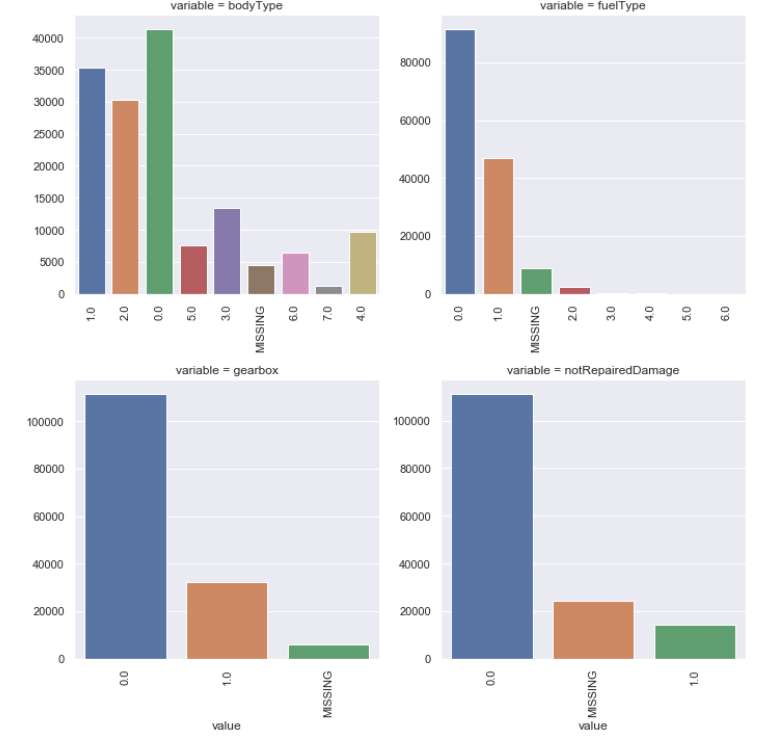 variable = bodyType
40000
35000
30000
25000
20000
15000
10000
5000
0
1.0 2.0 0.0 5.0 3.0 MISSING 6.0 7.0 4.0
variable = fuelType
80000
60000
40000
20000
0
0.0 1.0 MISSING 2.0 3.0 4.0 5.0 6.0
variable = gearbox
100000
80000
60000
40000
20000
0
0.0 1.0 MISSING
value
variable = notRepairedDamage
100000
80000
60000
40000
20000
0
0.0 MISSING 1.0
value